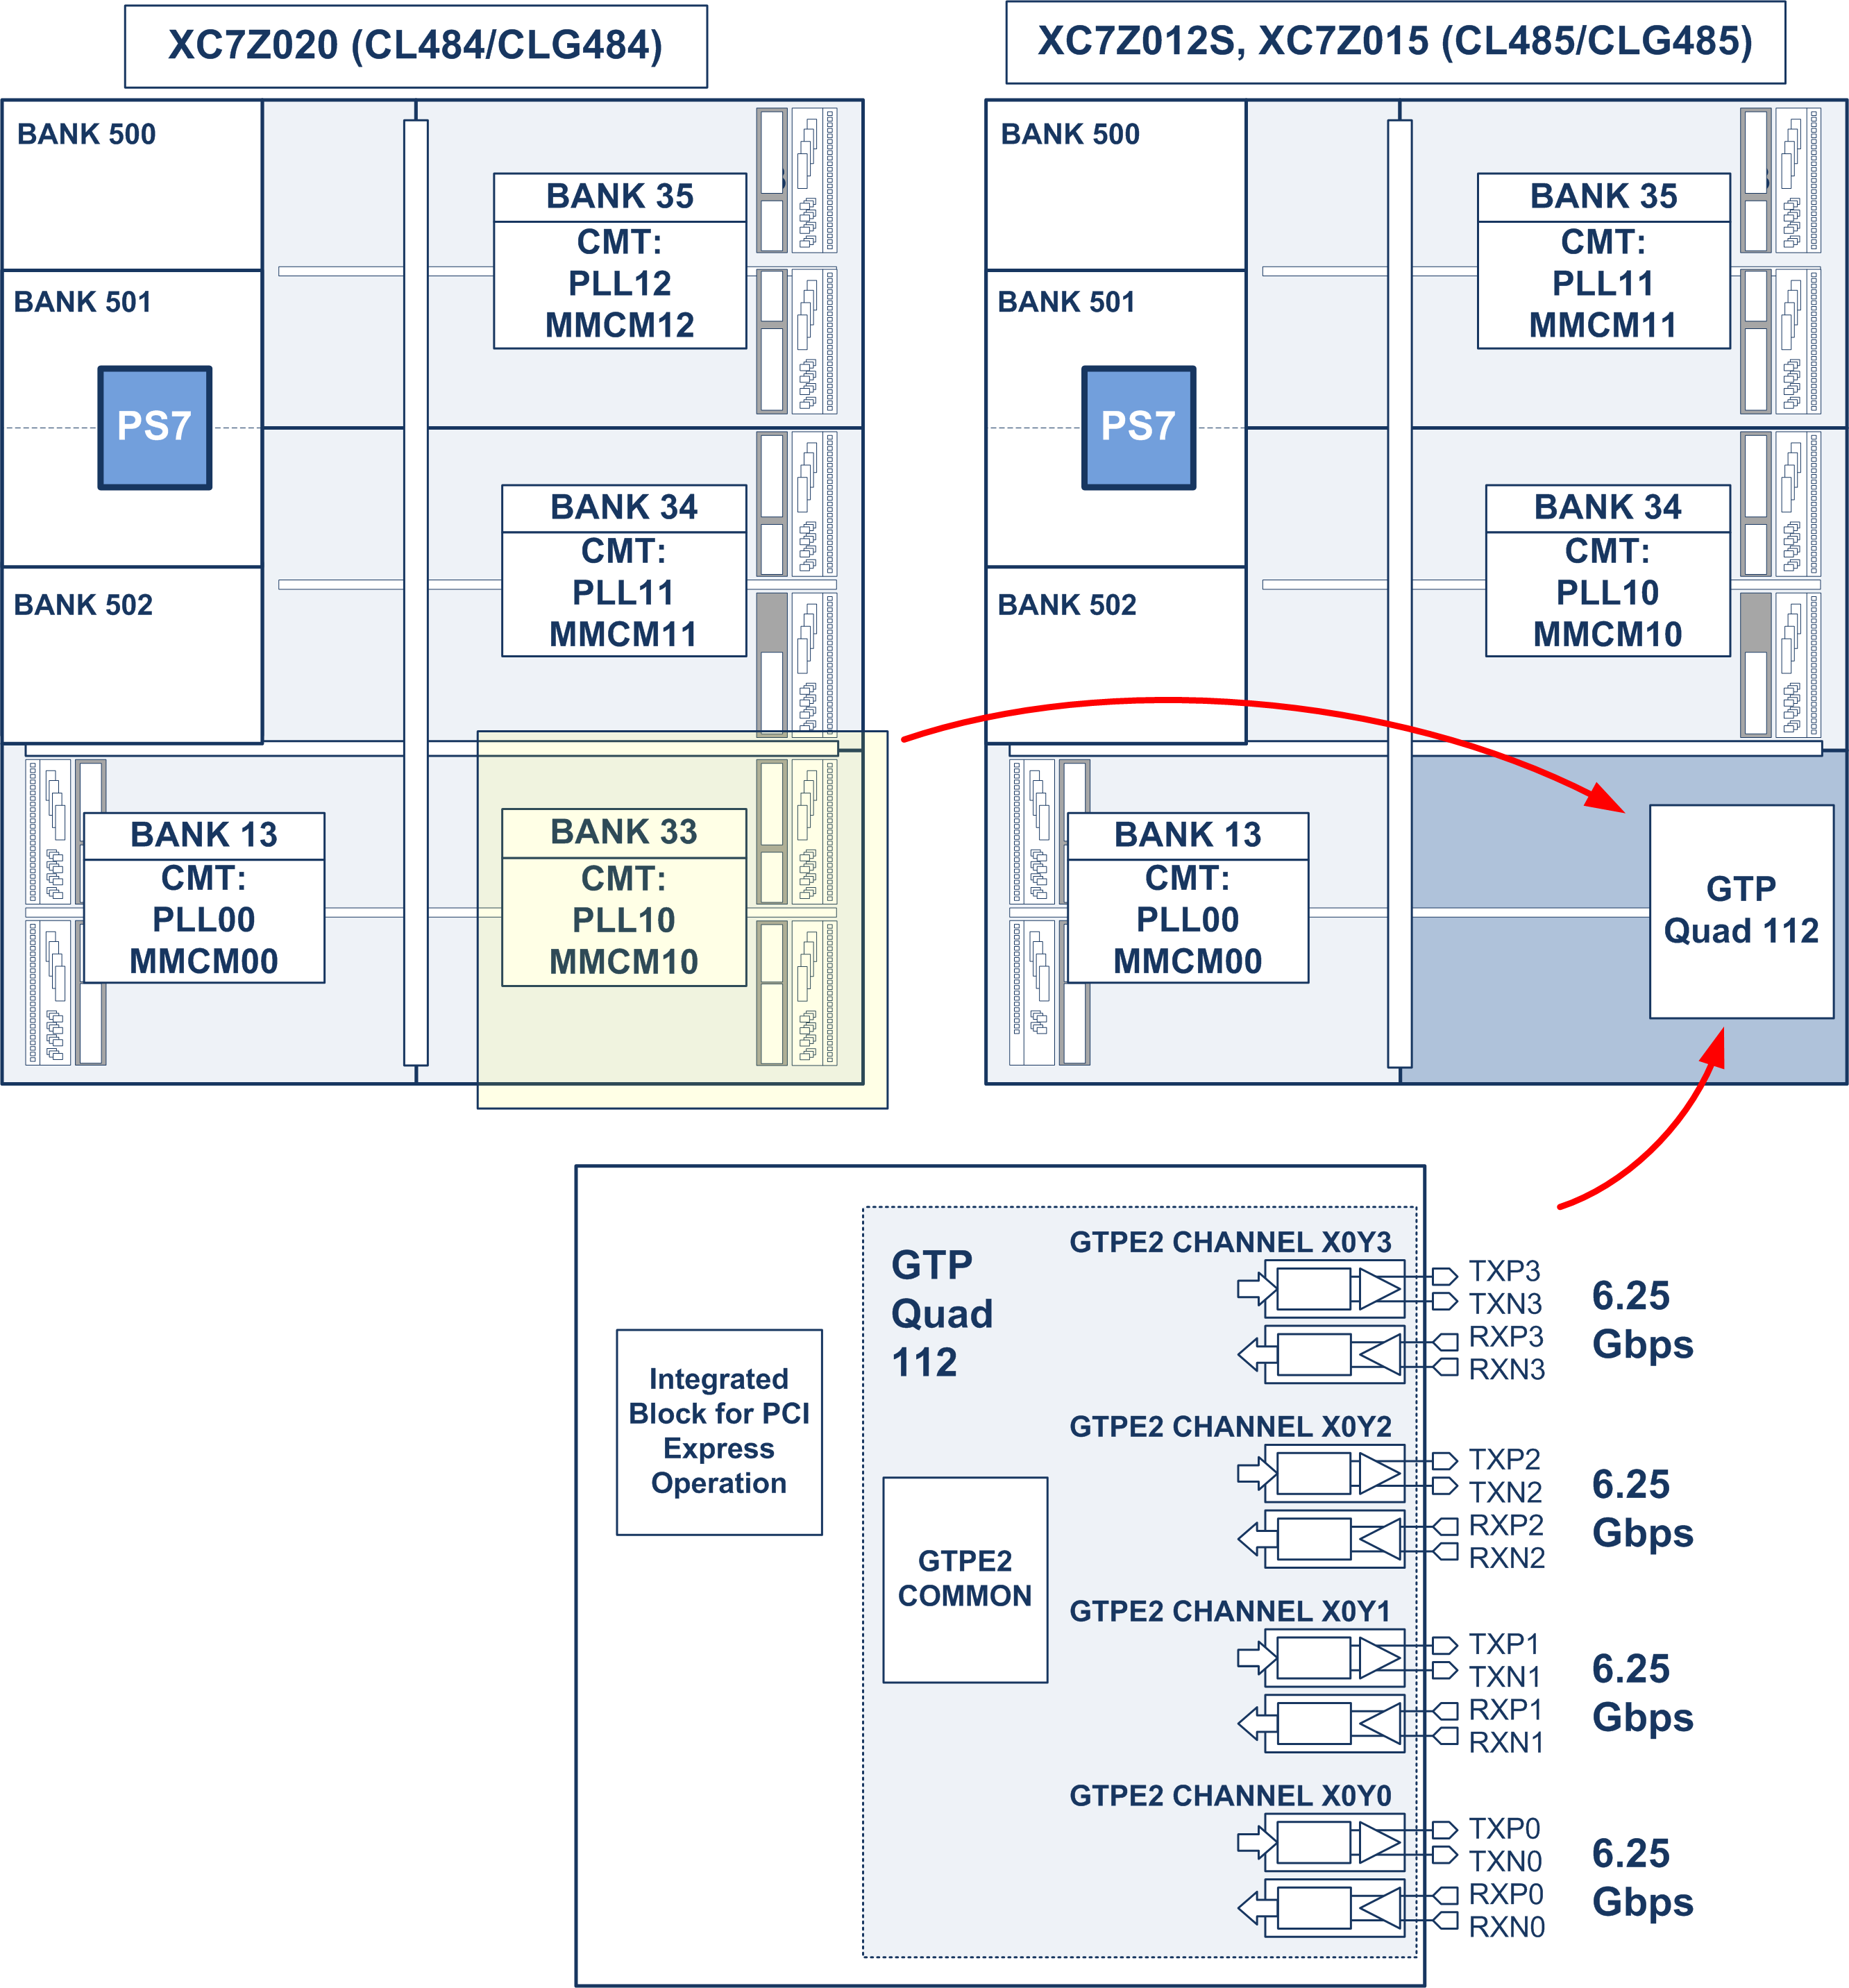 XC7Z020 (CL484/CLG484)
BANK 500
BANK 501
PS7
BANK 502
BANK 35
CMT:
PLL12
MMCM12
BANK 34
CMT:
PLL11
MMCM11
BANK 13
CMT:
PLL00
MMCM00
BANK 33
CMT:
PLL10
MMCM10
XC7Z012S, XC7Z015 (CL485/CLG485)
BANK 500
BANK 501
PS7
BANK 502
BANK 35
CMT:
PLL11
MMCM11
BANK 34
CMT:
PLL10
MMCM10
BANK 13
CMT:
PLL00
MMCM00
GTP
Quad 112
Integrated
Block for PCI
Express
Operation
GTP
Quad
112
GTPE2
COMMON
GTPE2 CHANNEL X0Y3
TXP3
TXN3
RXP3
RXN3
6.25
Gbps
GTPE2 CHANNEL X0Y2
TXP2
TXN2
RXP2
RXN2
6.25
Gbps
GTPE2 CHANNEL X0Y1
TXP1
TXN1
RXP1
RXN1
6.25
Gbps
GTPE2 CHANNEL X0Y0
TXP0
TXN0
RXP0
RXN0
6.25
Gbps